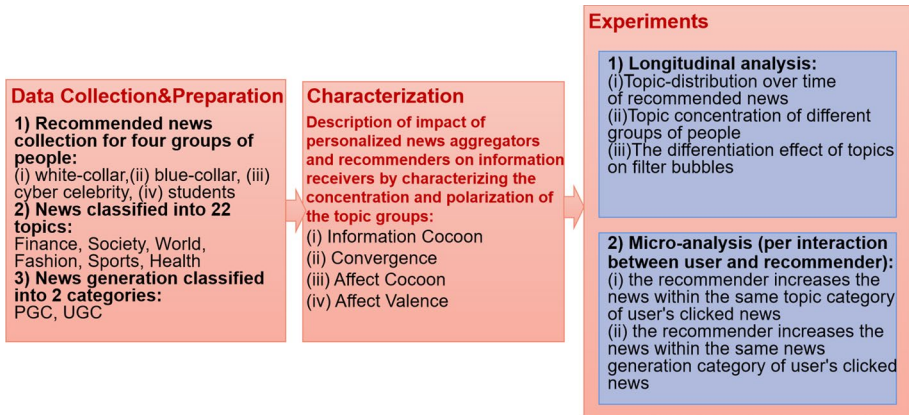 Data Collection&Preparation
1) Recommended news
collection for four groups of
people:
(i) white-collar,(ii) blue-collar, (iii)
cyber celebrity, (iv) students
2) News classified into 22
topics:
Finance, Society, World,
Fashion, Sports, Health
3) News generation classified
into 2 categories:
PGC, UGC
Characterization
Description of impact of
personalized news aggregators
and recommenders on information
receivers by characterizing the
concentration and polarization of
the topic groups:
(i) Information Cocoon
(ii) Convergence
(iii) Affect Cocoon
(iv) Affect Valence
Experiments
1) Longitudinal analysis:
(i)Topic-distribution over time
of recommended news
(ii)Topic concentration of different
groups of people
(iii)The differentiation effect of topics
on filter bubbles
2) Micro-analysis (per interaction
between user and recommender):
(i) the recommender increases the
news within the same topic category
of user's clicked news
(ii) the recommender increases the
news within the same news
generation category of user's clicked
news